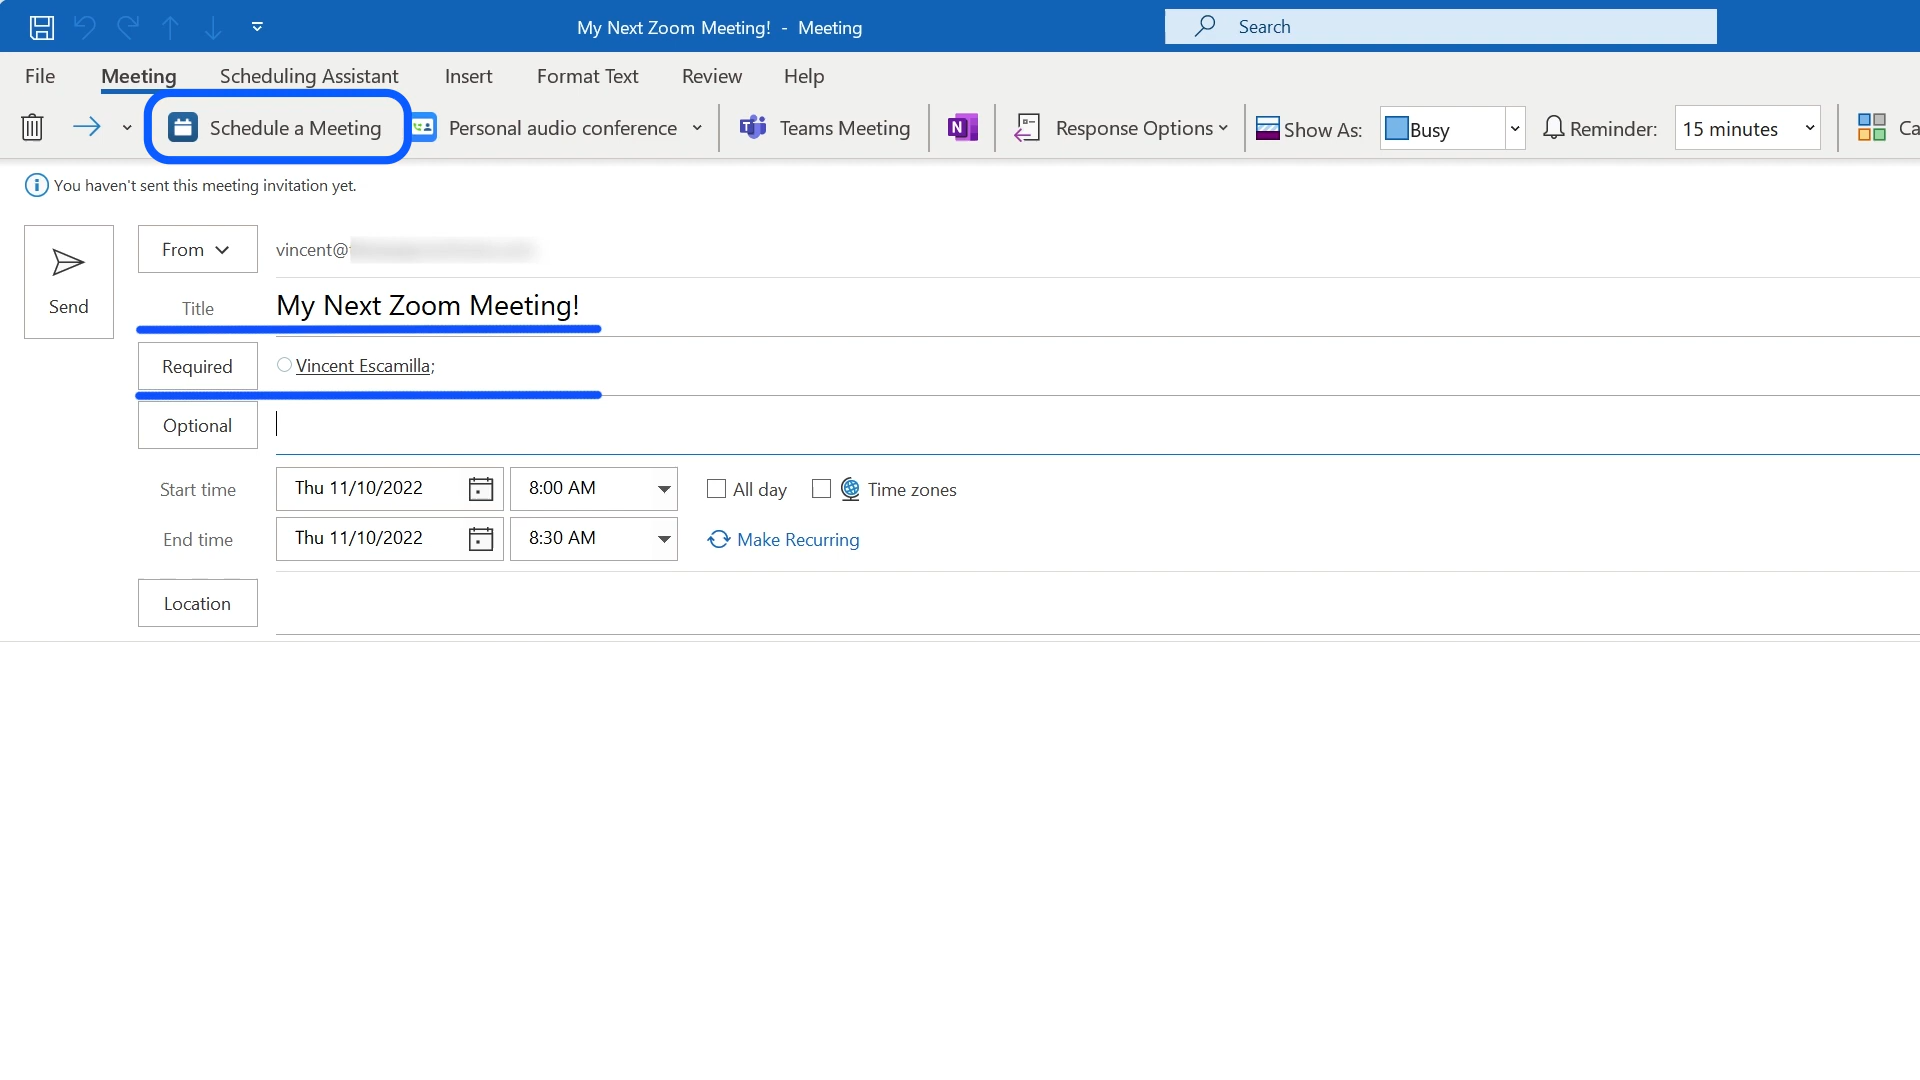 My Next Zoom Meeting! - Meeting
Search
File Meeting Scheduling Assistant Insert Format Text Review Help
Schedule a Meeting Personal audio conference Teams Meeting N Response Options Show As: Busy Reminder: 15 minutes Ca
You haven't sent this meeting invitation yet.
Send
From vincent@
Title My Next Zoom Meeting!
Required Vincent Escamilla;
Optional
Start time Thu 11/10/2022 8:00 AM All day Time zones
End time Thu 11/10/2022 8:30 AM Make Recurring
Location